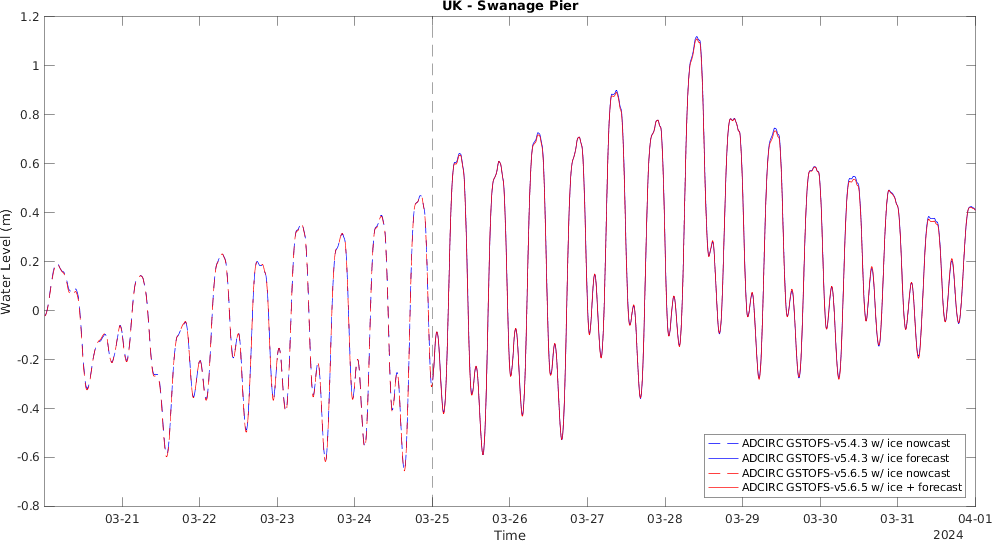 UK - Swanage Pier
1.2
1
0.8
0.6
0.4
0.2
0
-0.2
-0.4
-0.6
-0.8
Water Level (m)
ADCIRC GSTOFS-v5.4.3 w/ ice nowcast
ADCIRC GSTOFS-v5.4.3 w/ ice forecast
ADCIRC GSTOFS-v5.6.5 w/ ice nowcast
ADCIRC GSTOFS-v5.6.5 w/ ice + forecast
03-21 03-22 03-23 03-24 03-25 03-26 03-27 03-28 03-29 03-30 03-31 04-01
Time
2024